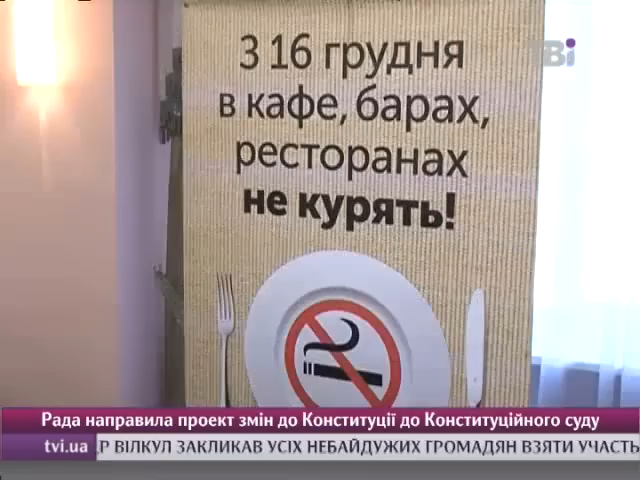 ТВі
З 16 грудня
в кафе, барах,
ресторанах
не курять!
Рада направила проект змін до Конституції до Конституційного суду
tvi.ua
ВІЛКУЛ ЗАКЛИКАВ УСІХ НЕБАЙДУЖИХ ГРОМАДЯН ВЗЯТИ УЧАСТЬ